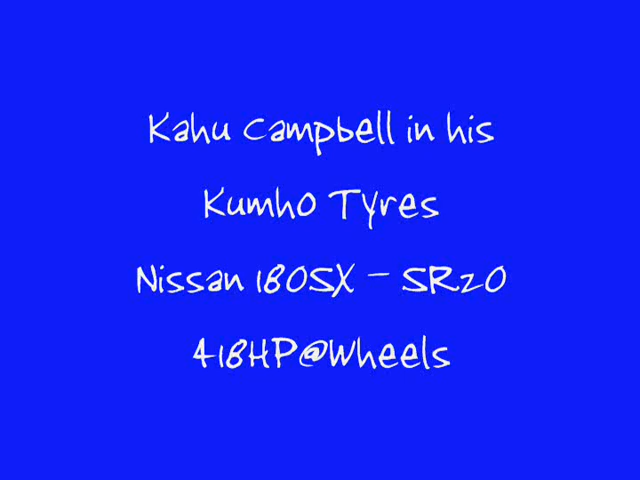 Kahu Campbell in his
Kumho Tyres
Nissan 180SX - SR20
418HP@Wheels